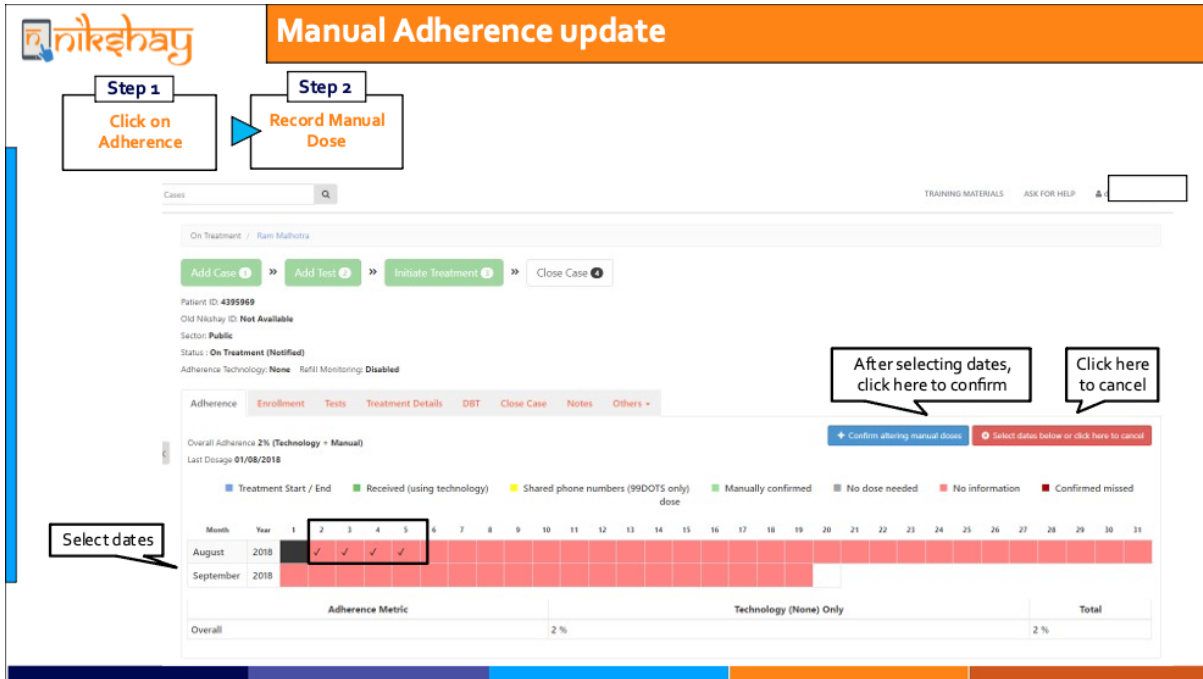 nikshay
Manual Adherence update
Step 1
Click on
Adherence
Step 2
Record Manual
Dose
Cases
TRAINING MATERIALS ASK FOR HELP
On Treatment / Ram Malhotra
Add Case 1 » Add Test 2 » Initiate Treatment 3 » Close Case 4
Patient ID: 4395969
Old Nikshay ID: Not Available
Sector: Public
Status : On Treatment (Notified)
Adherence Technology: None Refill Monitoring: Disabled
After selecting dates,
click here to confirm
Click here
to cancel
Adherence Enrollment Tests Treatment Details DBT Close Case Notes Others
+ Confirm altering manual doses
Select dates below or click here to cancel
Overall Adherence 2% (Technology + Manual)
Last Dosage 01/08/2018
Treatment Start / End Received (using technology) Shared phone numbers (99DOTS only) Manually confirmed No dose needed No information Confirmed missed
dose
Select dates
Month Year 1 2 3 4 5 6 7 8 9 10 11 12 13 14 15 16 17 18 19 20 21 22 23 24 25 26 27 28 29 30 31
August 2018 ✓ ✓ ✓ ✓
September 2018
Adherence Metric Technology (None) Only Total
Overall 2 % 2 %